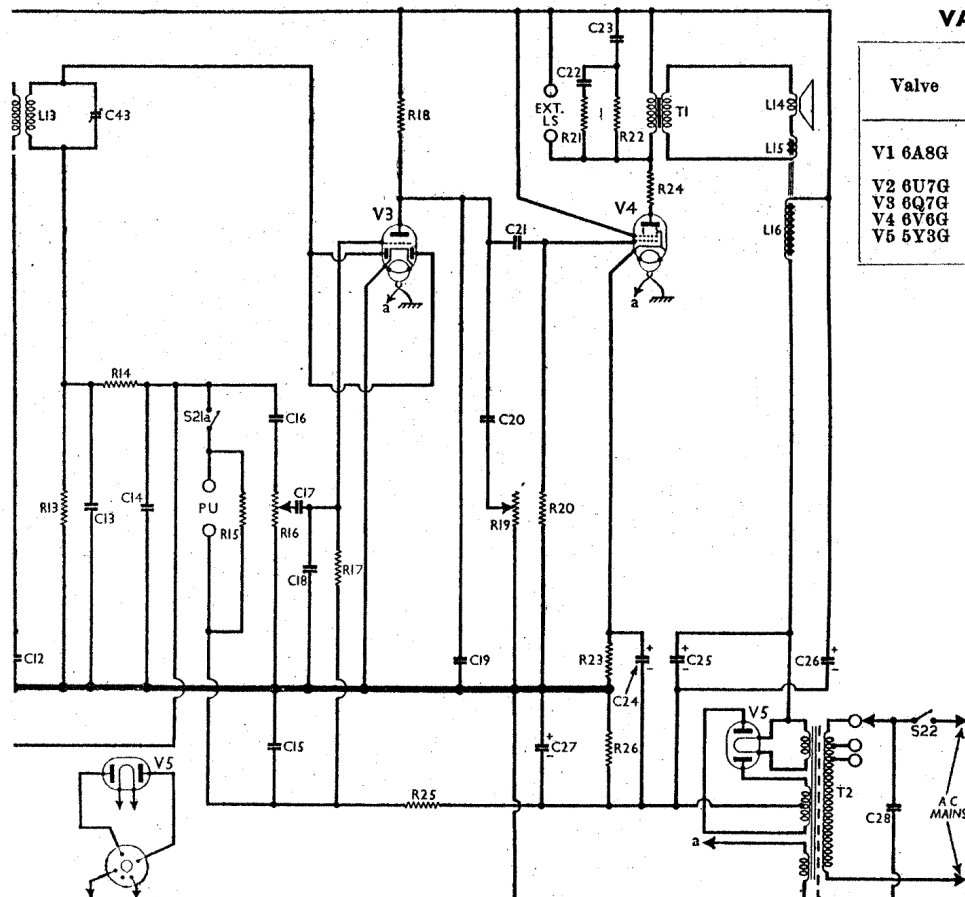 VA
Valve
V1 6A8G
V2 6U7G
V3 6Q7G
V4 6V6G
V5 5Y3G
C23
C22
EXT.
LS
R21
R22
T1
L14
L15
L13
C43
R18
R24
V3
V4
C21
L16
a
a
R14
S21a
C16
C20
R13
C13
C14
PU
R15
C17
R16
R19
R20
C18
R17
C12
C19
R23
+
-
C24
+
-
C25
C26
+
-
V5
S22
C15
+
-
C27
R26
V5
R25
T2
C28
A C
MAINS
a